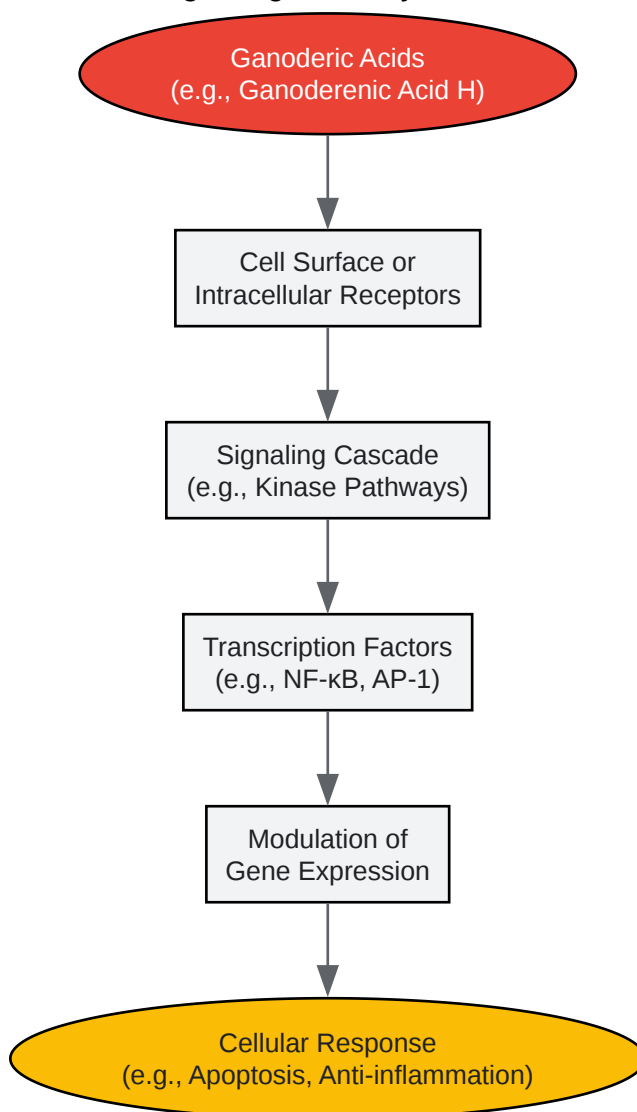 Ganoderic Acids
(e.g., Ganoderenic Acid H)
Cell Surface or
Intracellular Receptors
Signaling Cascade
(e.g., Kinase Pathways)
Transcription Factors
(e.g., NF-κB, AP-1)
Modulation of
Gene Expression
Cellular Response
(e.g., Apoptosis, Anti-inflammation)